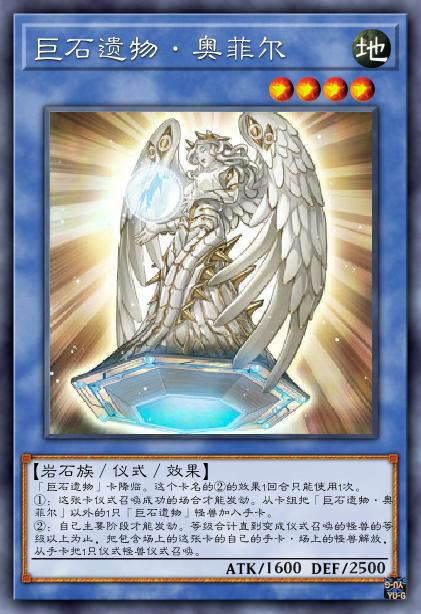 巨石遗物·奥菲尔
地
【岩石族/仪式/效果】
「巨石遗物」卡降临。这个卡名的②的效果1回合只能使用1次。
①：这张卡仪式召唤成功的场合才能发动。从卡组把「巨石遗物·奥
菲尔」以外的1只「巨石遗物」怪兽加入手卡。
②：自己主要阶段才能发动。等级合计直到变成仪式召唤的怪兽的等
级以上为止，把包含场上的这张卡的自己的手卡·场上的怪兽解放，
从手卡把1只仪式怪兽仪式召唤。
ATK/1600 DEF/2500